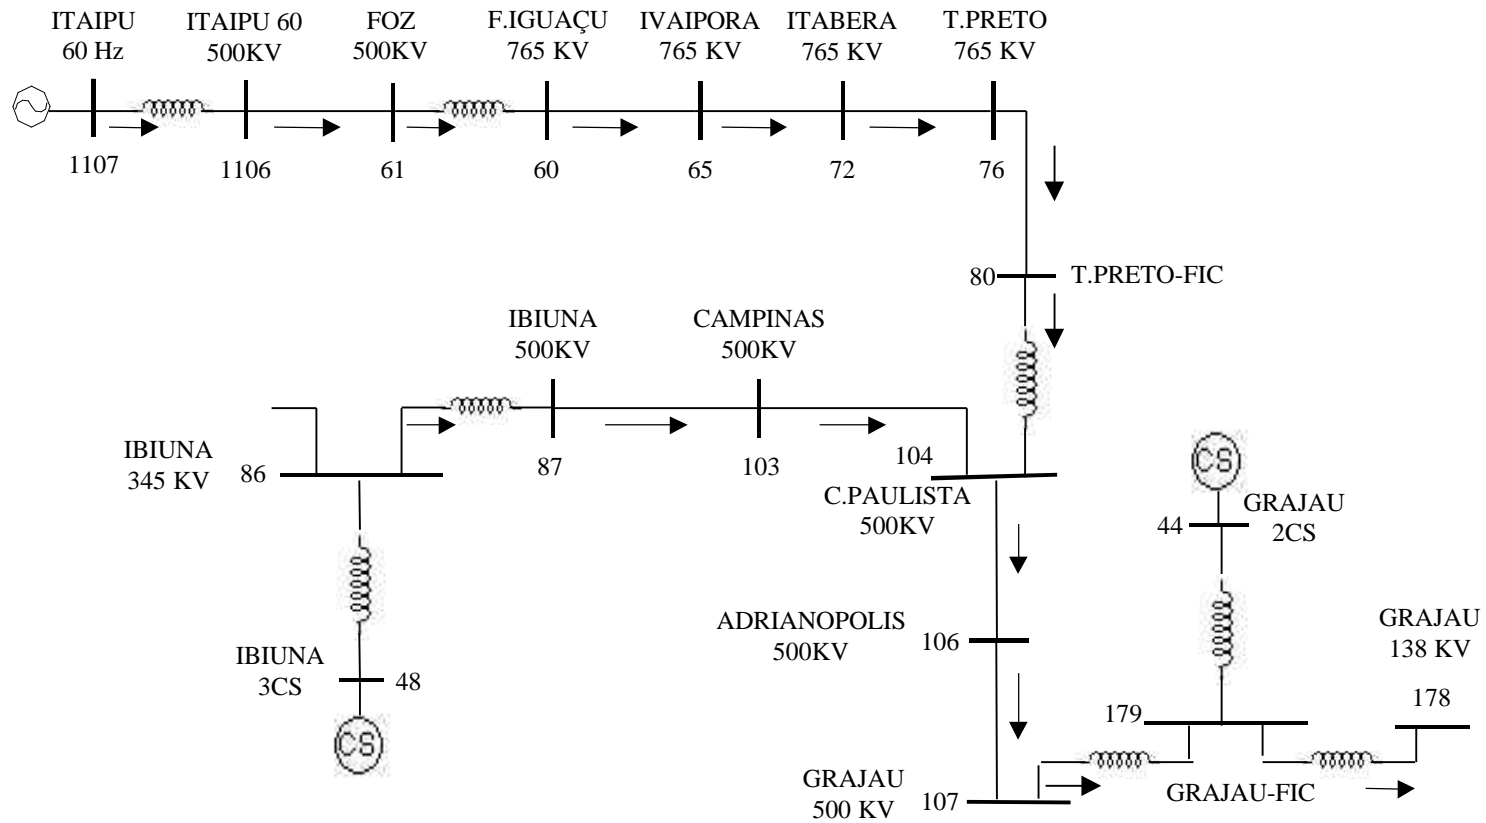 ITAIPU
60 Hz
ITAIPU 60
500KV
FOZ
500KV
F.IGUAÇU
765 KV
IVAIPORA
765 KV
ITABERA
765 KV
T.PRETO
765 KV
1107
1106
61
60
65
72
76
80
T.PRETO-FIC
IBIUNA
500KV
CAMPINAS
500KV
IBIUNA
345 KV
86
87
103
104
C.PAULISTA
500KV
CS
GRAJAU
2CS
44
ADRIANOPOLIS
500KV
106
GRAJAU
138 KV
IBIUNA
3CS
48
CS
179
178
GRAJAU
500 KV
107
GRAJAU-FIC